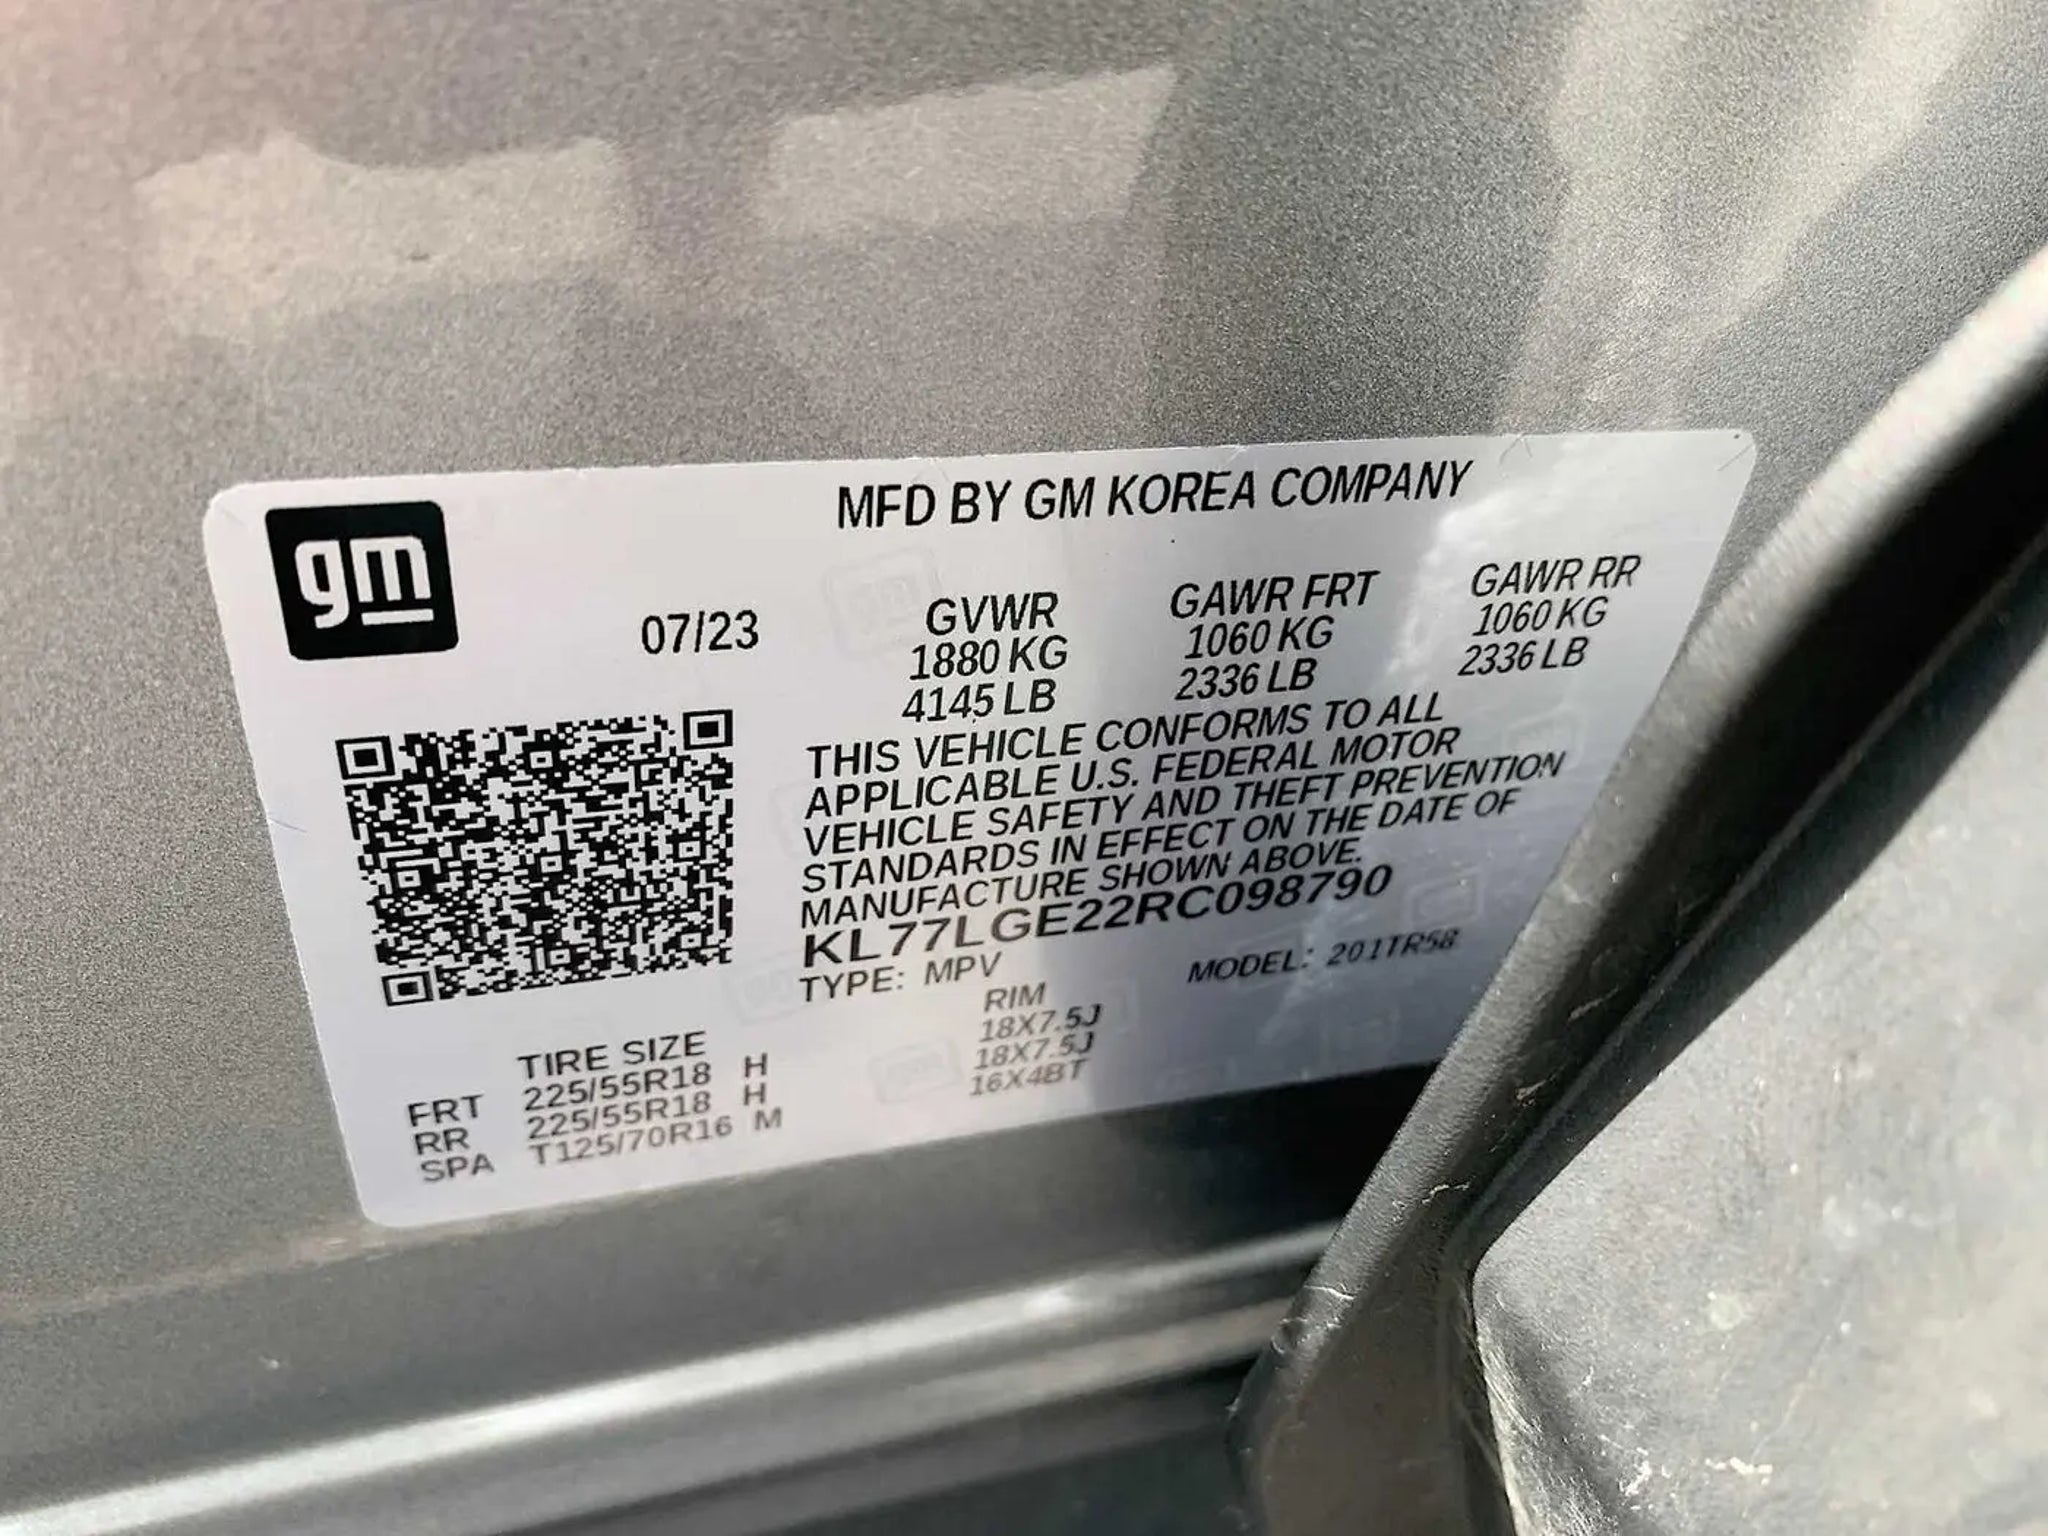 gm
MFD BY GM KOREA COMPANY
07/23
GVWR GAWR FRT GAWR RR
1880 KG 1060 KG 1060 KG
4145 LB 2336 LB 2336 LB
THIS VEHICLE CONFORMS TO ALL
APPLICABLE U.S. FEDERAL MOTOR
VEHICLE SAFETY AND THEFT PREVENTION
STANDARDS IN EFFECT ON THE DATE OF
MANUFACTURE SHOWN ABOVE.
KL77LGE22RC098790
TYPE: MPV MODEL: 201TR58
TIRE SIZE RIM
FRT 225/55R18 H 18X7.5J
RR 225/55R18 H 18X7.5J
SPA T125/70R16 M 16X4BT